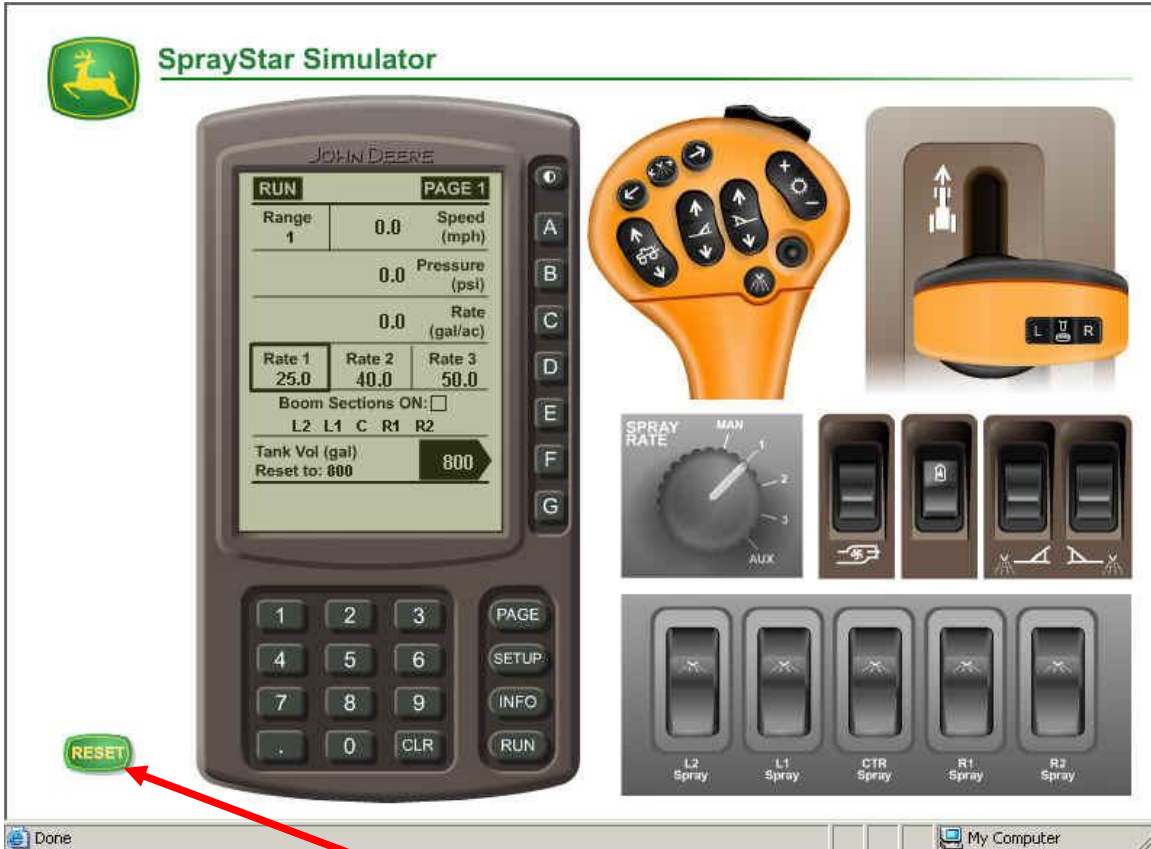 SprayStar Simulator
JOHN DEERE
RUN PAGE 1
Range 1 0.0 Speed (mph)
0.0 Pressure (psi)
0.0 Rate (gal/ac)
Rate 1 Rate 2 Rate 3
25.0 40.0 50.0
Boom Sections ON:
L2 L1 C R1 R2
Tank Vol (gal)
Reset to: 800 800
A
B
C
D
E
F
G
1 2 3 PAGE
4 5 6 SETUP
7 8 9 INFO
. 0 CLR RUN
+
-
L R
SPRAY RATE
MAN
1
2
3
AUX
L2 Spray
L1 Spray
CTR Spray
R1 Spray
R2 Spray
RESET
Done My Computer